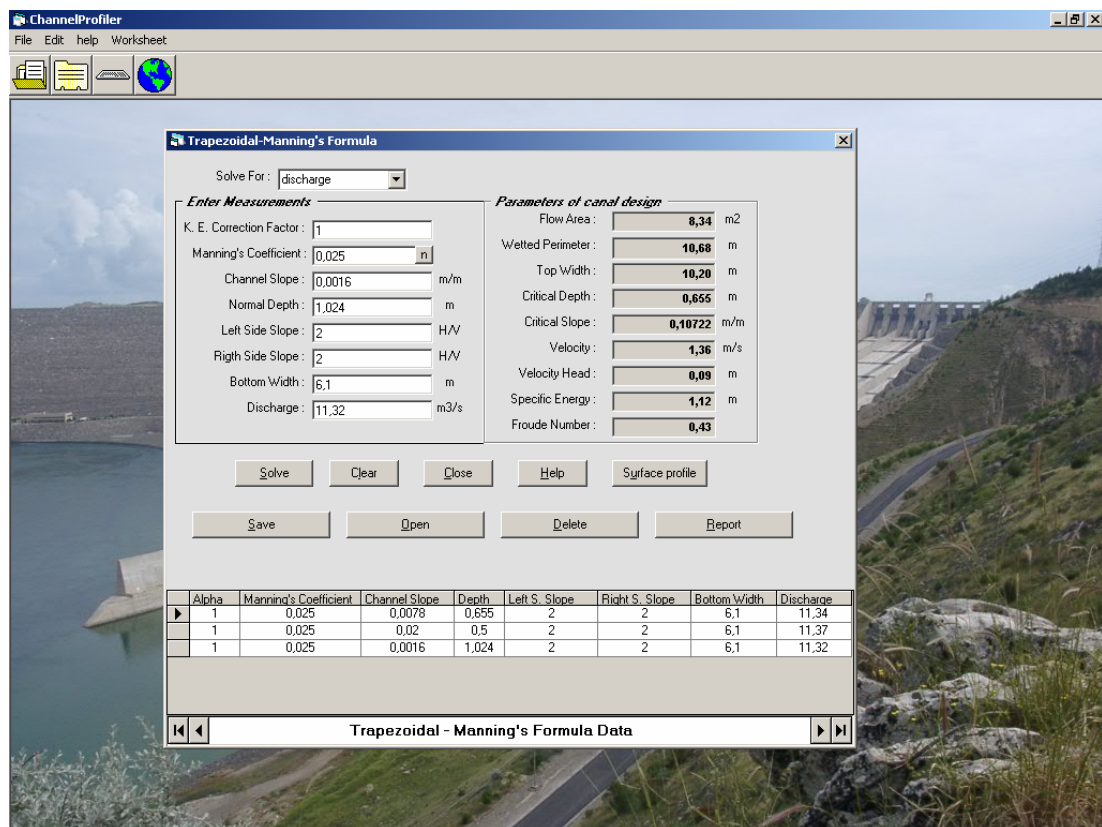 ChannelProfiler
File Edit help Worksheet
Trapezoidal-Manning's Formula
Solve For : discharge
Enter Measurements
K. E. Correction Factor : 1
Manning's Coefficient : 0,025 n
Channel Slope : 0,0016 m/m
Normal Depth : 1,024 m
Left Side Slope : 2 H/V
Rigth Side Slope : 2 H/V
Bottom Width : 6,1 m
Discharge : 11,32 m3/s
Parameters of canal design
Flow Area : 8,34 m2
Wetted Perimeter : 10,68 m
Top Width : 10,20 m
Critical Depth : 0,655 m
Critical Slope : 0,10722 m/m
Velocity : 1,36 m/s
Velocity Head : 0,09 m
Specific Energy : 1,12 m
Froude Number : 0,43
Solve Clear Close Help Surface profile
Save Open Delete Report
Alpha Manning's Coefficient Channel Slope Depth Left S. Slope Right S. Slope Bottom Width Discharge
1 0,025 0,0078 0,655 2 2 6,1 11,34
1 0,025 0,02 0,5 2 2 6,1 11,37
1 0,025 0,0016 1,024 2 2 6,1 11,32
Trapezoidal - Manning's Formula Data